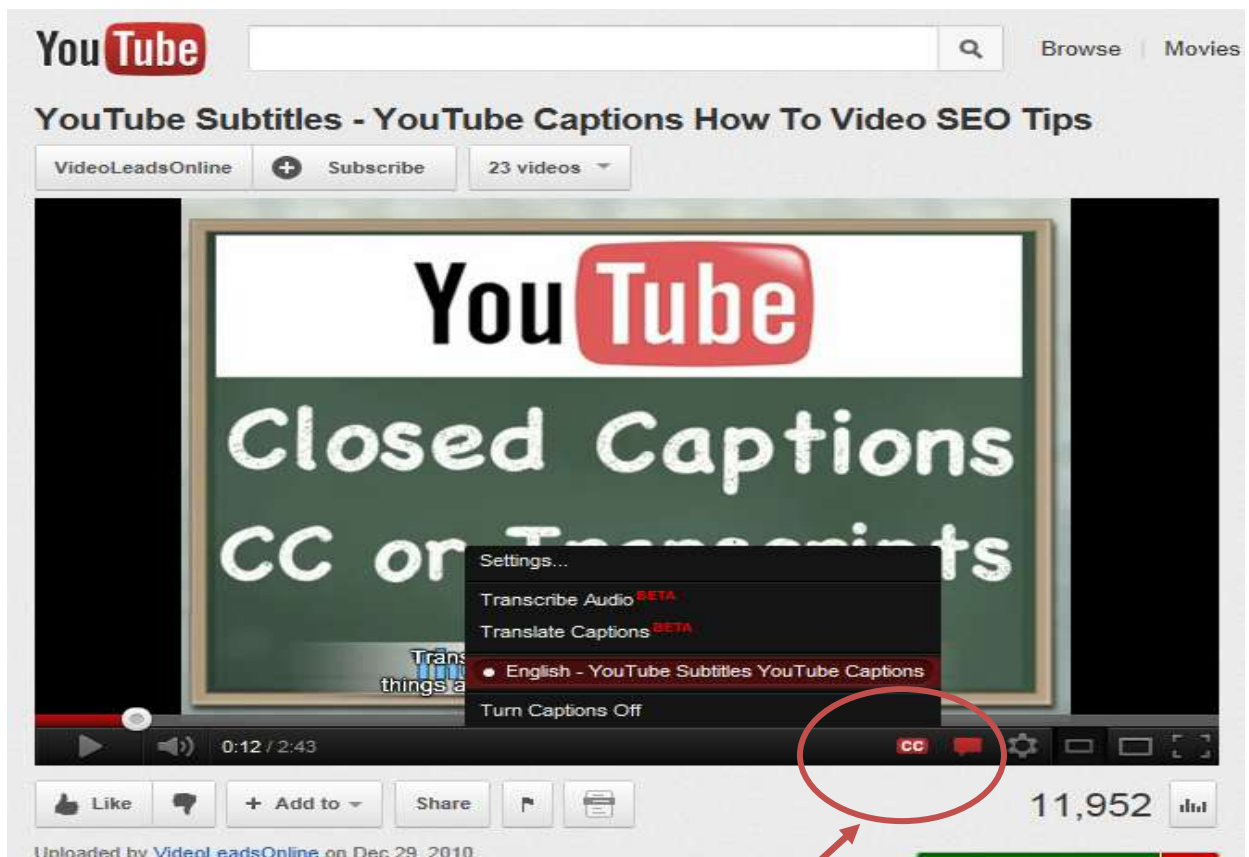 YouTube
Browse Movies
YouTube Subtitles - YouTube Captions How To Video SEO Tips
VideoLeadsOnline Subscribe 23 videos
YouTube
Closed Captions
CC or
Settings...
Transcribe Audio BETA
Translate Captions BETA
English - YouTube Subtitles YouTube Captions
things
Turn Captions Off
0:12 / 2:43 CC
Like + Add to Share 11,952
Uploaded by VideoLeadsOnline on Dec 29, 2010